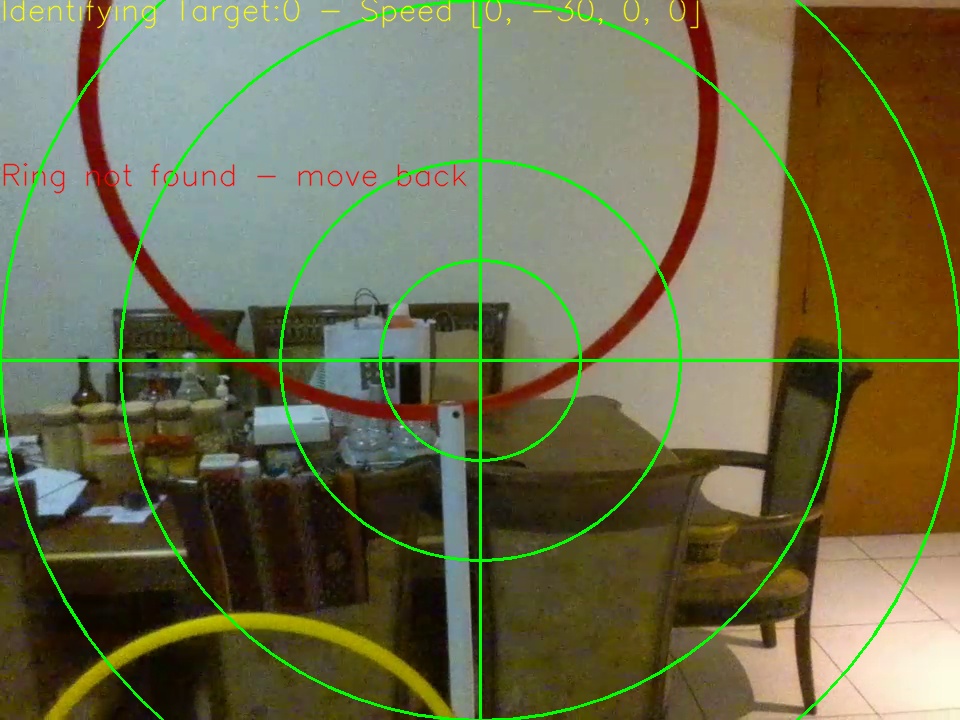 Identifying Target:0 - Speed [0, -30, 0, 0]
Ring not found - move back